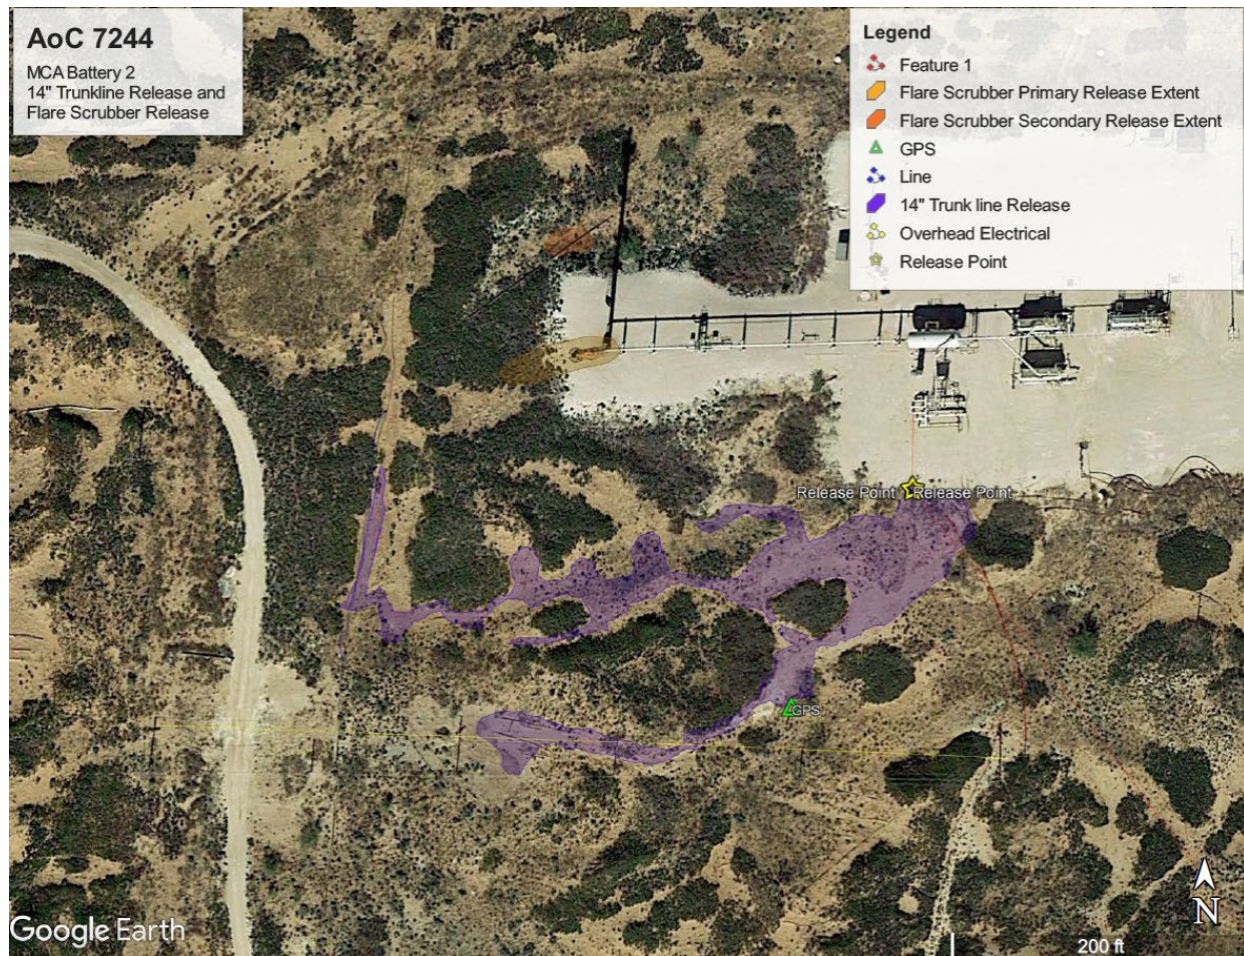 AoC 7244
MCA Battery 2
14" Trunkline Release and
Flare Scrubber Release
Legend
Feature 1
Flare Scrubber Primary Release Extent
Flare Scrubber Secondary Release Extent
GPS
Line
14" Trunk line Release
Overhead Electrical
Release Point
Release Point Release Point
GPS
N
Google Earth
200 ft